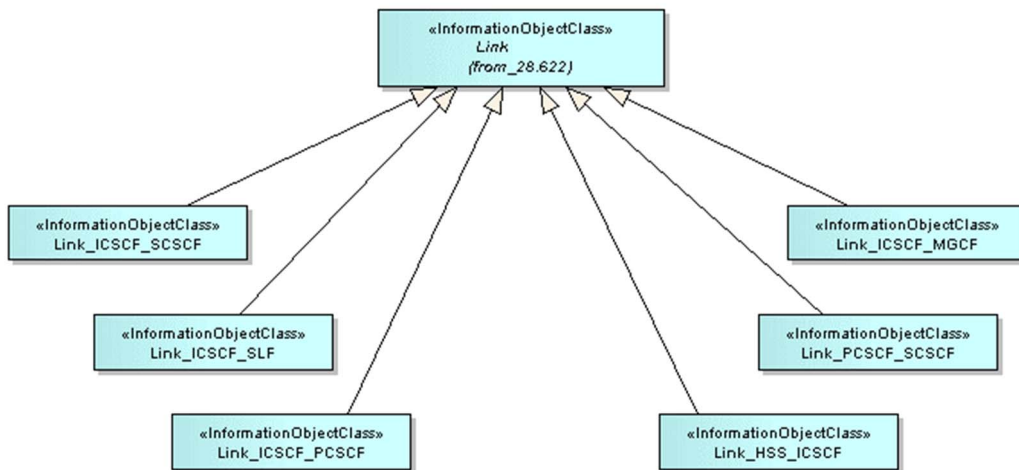 «InformationObjectClass»
Link
(from_28.622)
«InformationObjectClass»
Link_ICSCF_SCSCF
«InformationObjectClass»
Link_ICSCF_MGCF
«InformationObjectClass»
Link_ICSCF_SLF
«InformationObjectClass»
Link_PCSCF_SCSCF
«InformationObjectClass»
Link_ICSCF_PCSCF
«InformationObjectClass»
Link_HSS_ICSCF